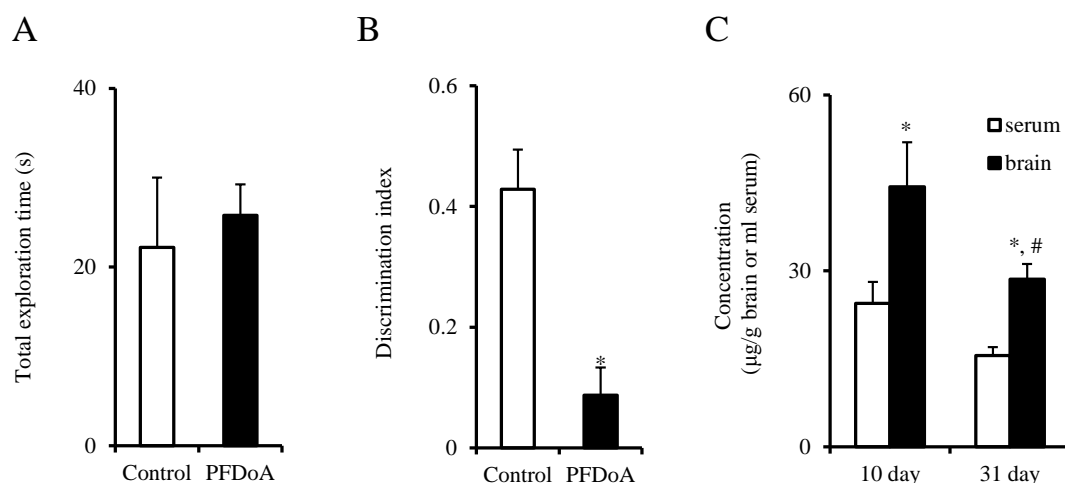 A
Total exploration time (s)
40
20
0
Control PFDoA
B
Discrimination index
0.6
0.4
0.2
0
*
Control PFDoA
C
Concentration
(µg/g brain or ml serum)
60
30
0
serum
brain
*
*, #
10 day 31 day